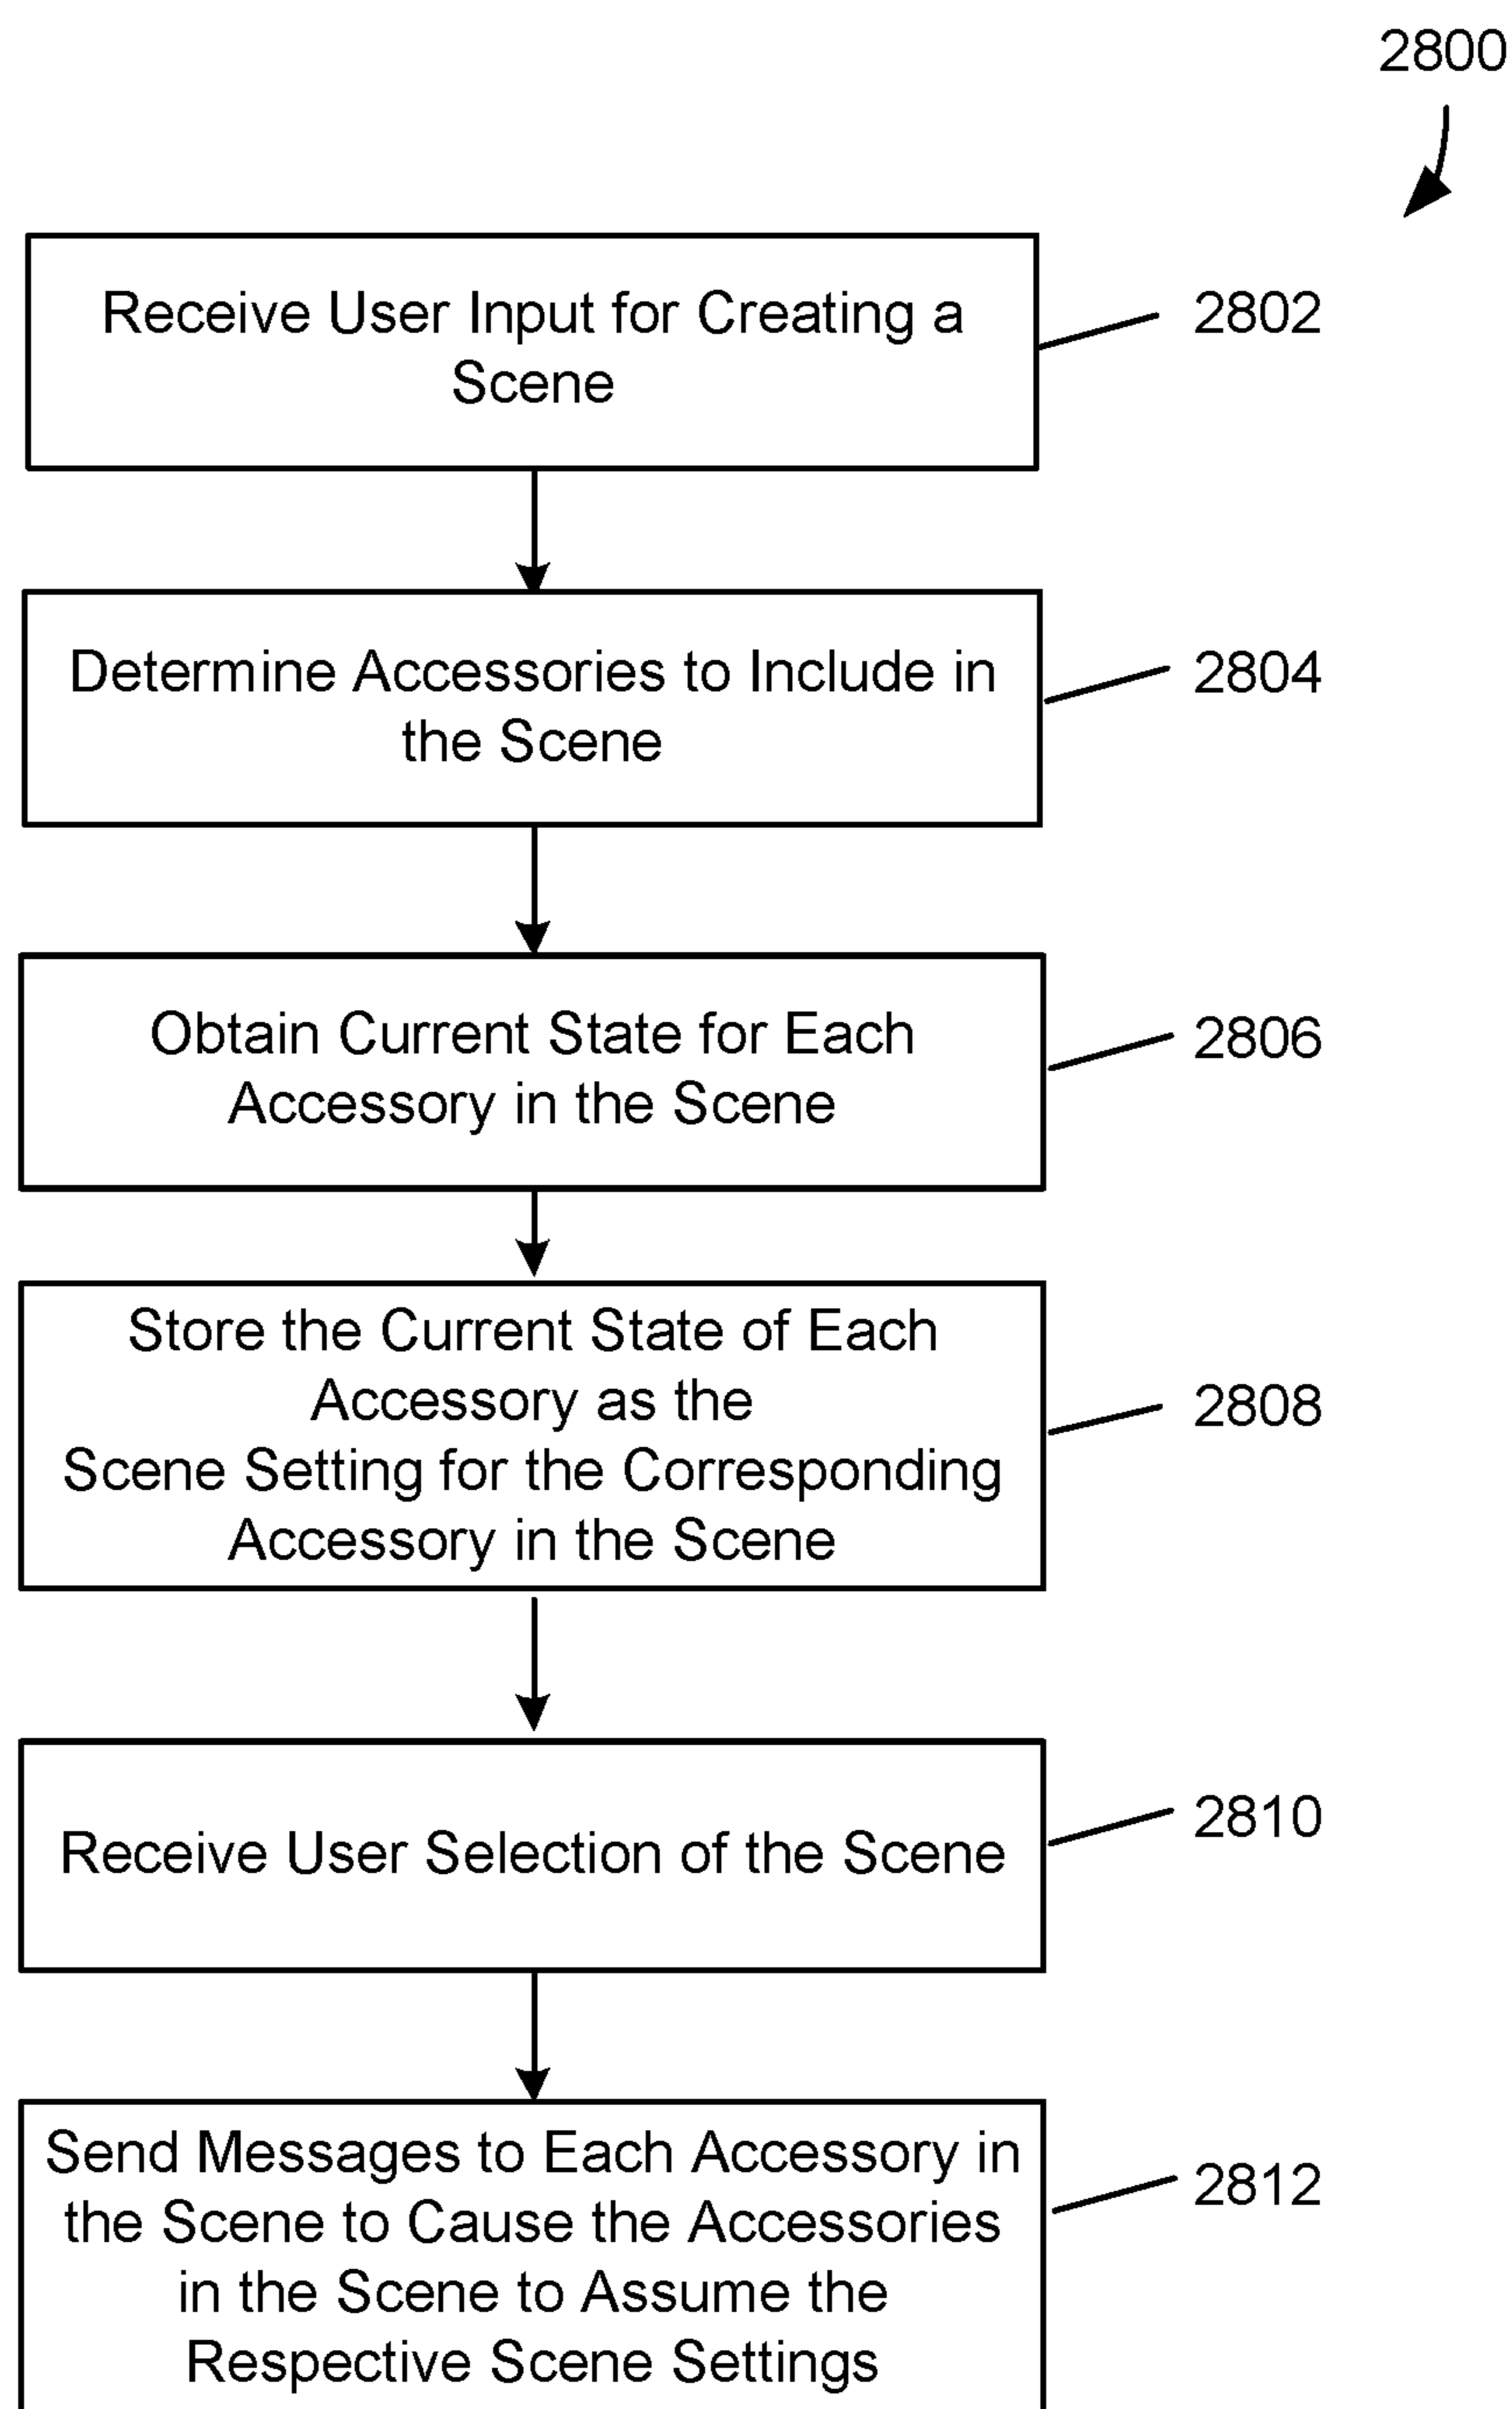 2800
Receive User Input for Creating a
Scene
2802
Determine Accessories to Include in
the Scene
2804
Obtain Current State for Each
Accessory in the Scene
2806
Store the Current State of Each
Accessory as the
Scene Setting for the Corresponding
Accessory in the Scene
2808
Receive User Selection of the Scene
2810
Send Messages to Each Accessory in
the Scene to Cause the Accessories
in the Scene to Assume the
Respective Scene Settings
2812